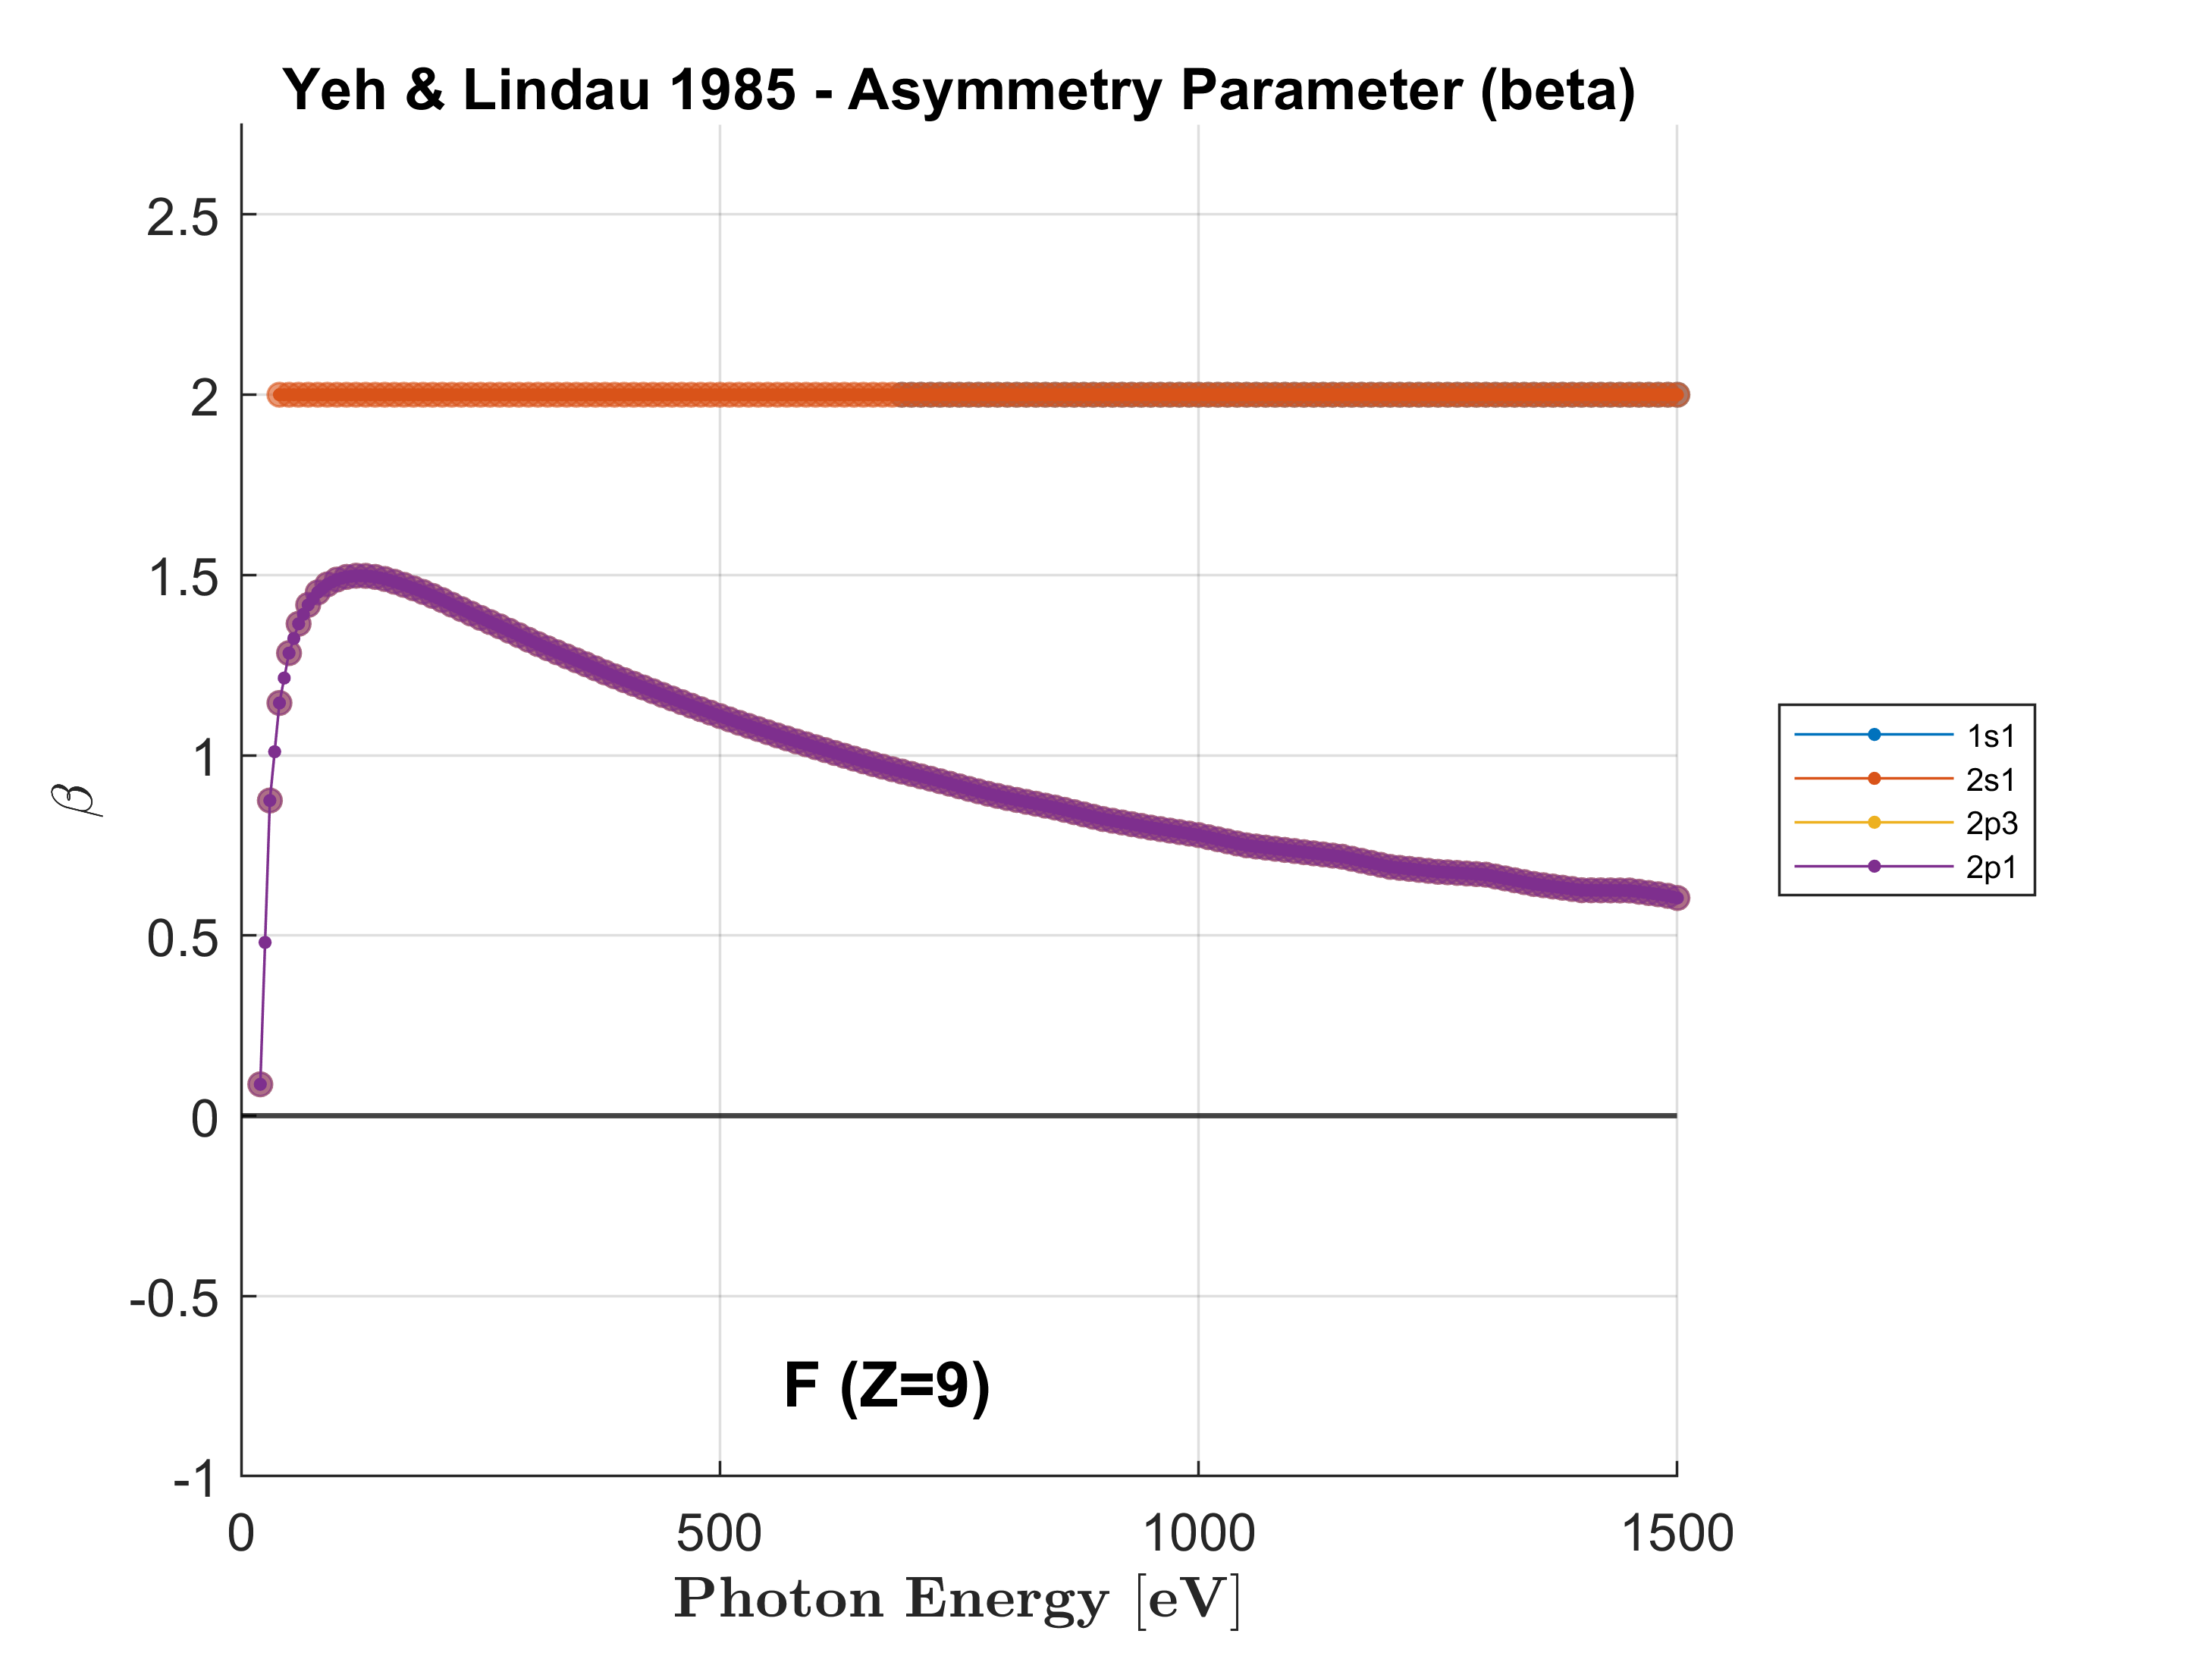 Yeh & Lindau 1985 - Asymmetry Parameter (beta)
2.5
2
1.5
1
0.5
0
-0.5
-1
β
1s1
2s1
2p3
2p1
F (Z=9)
0 500 1000 1500
Photon Energy [eV]